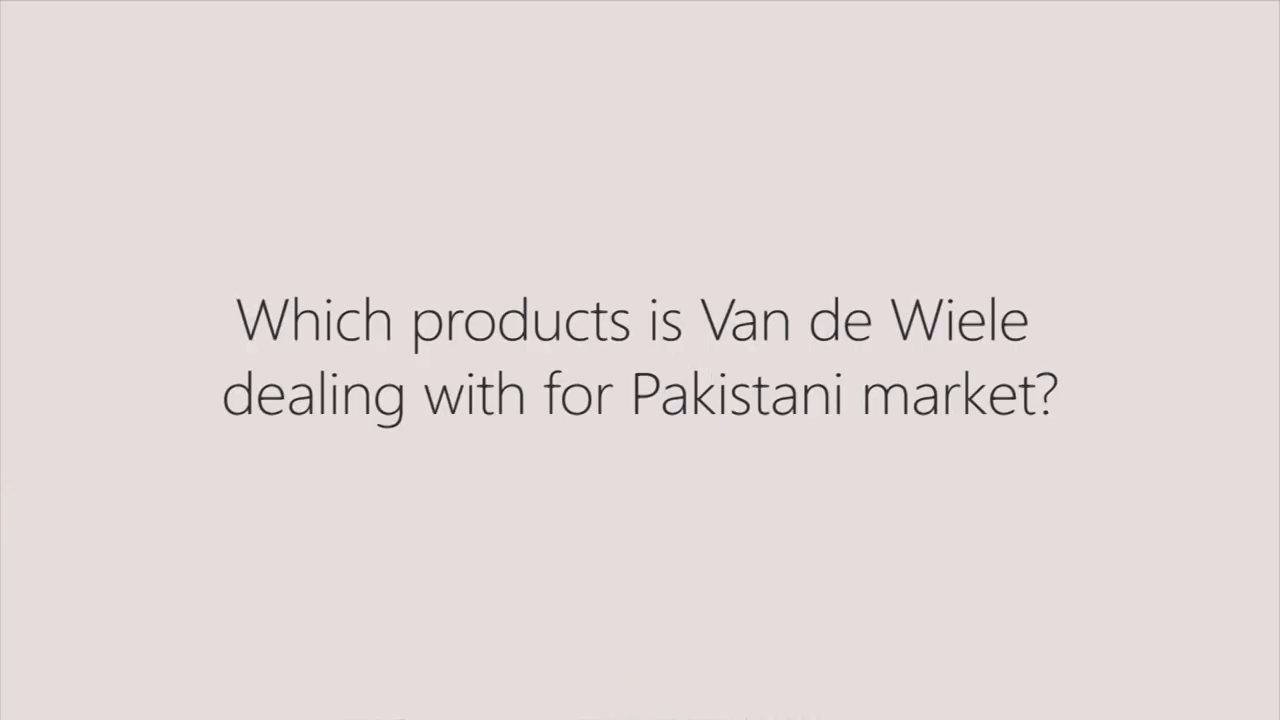 Which products is Van de Wiele
dealing with for Pakistani market?